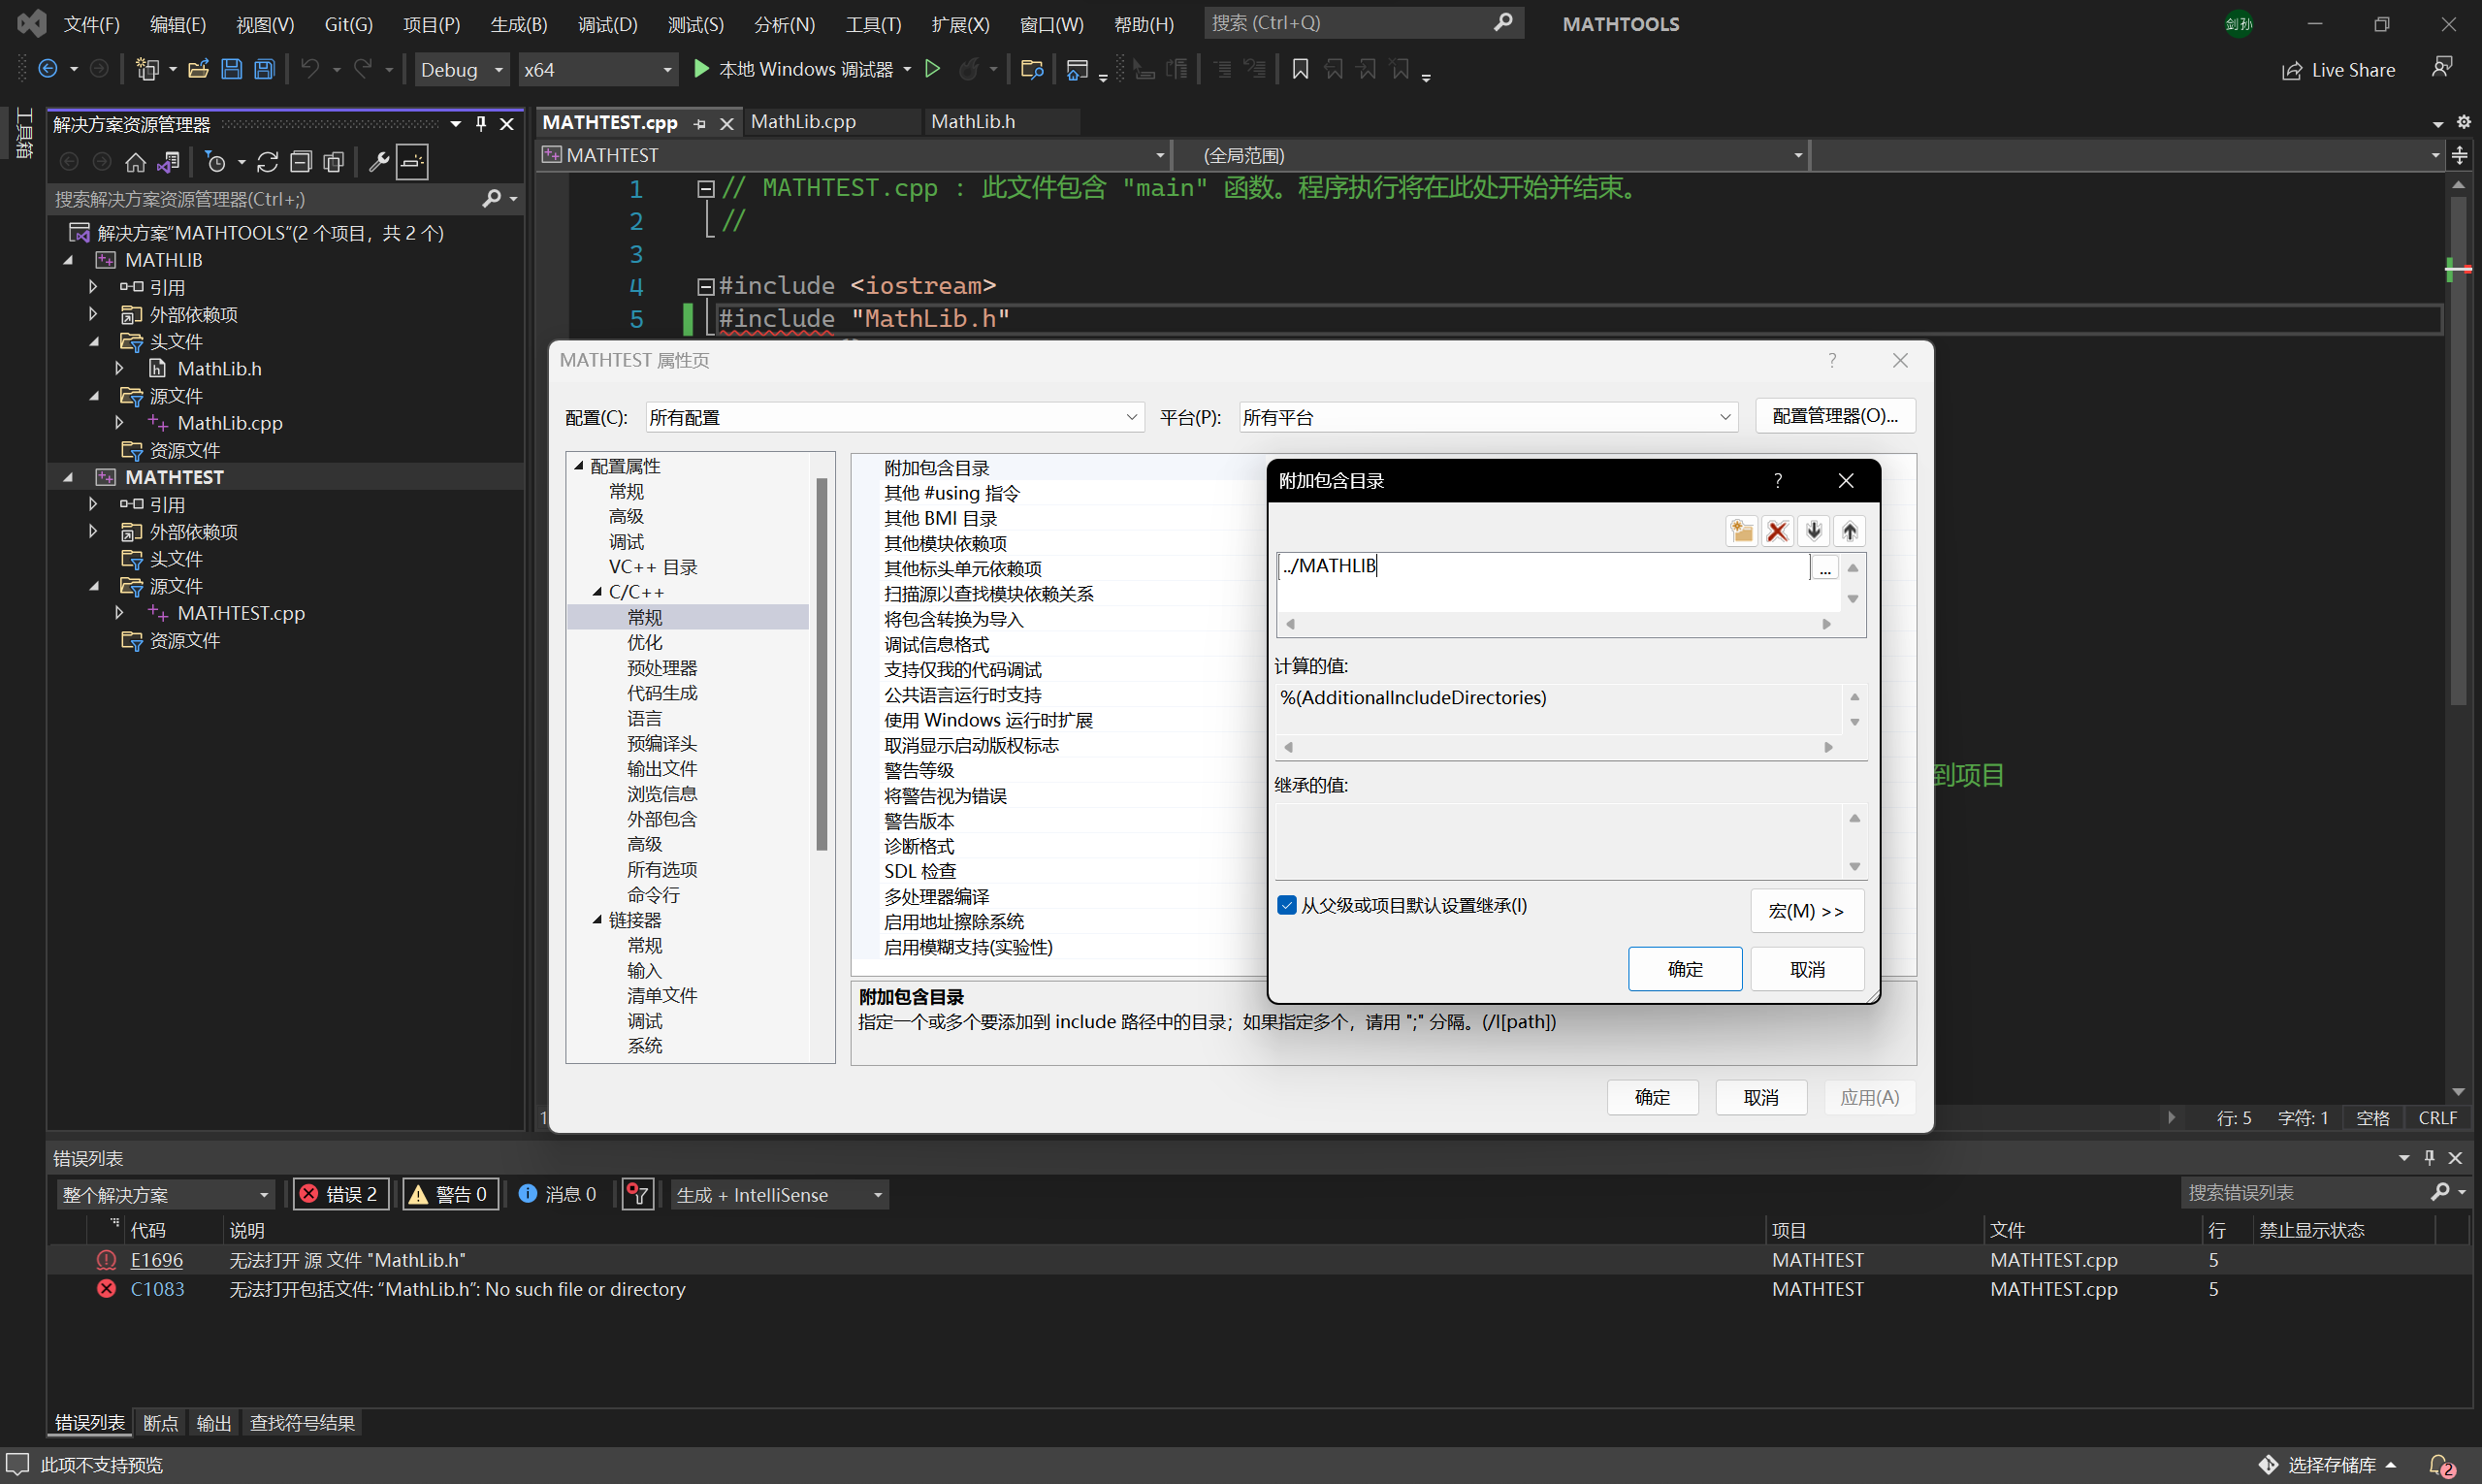 文件(F) 编辑(E) 视图(V) Git(G) 项目(P) 生成(B) 调试(D) 测试(S) 分析(N) 工具(T) 扩展(X) 窗口(W) 帮助(H) 搜索 (Ctrl+Q) MATHTOOLS 剑孙
Debug x64 本地 Windows 调试器 Live Share
工具箱
解决方案资源管理器
搜索解决方案资源管理器(Ctrl+;)
解决方案"MATHTOOLS"(2 个项目，共 2 个)
MATHLIB
引用
外部依赖项
头文件
MathLib.h
源文件
MathLib.cpp
资源文件
MATHTEST
引用
外部依赖项
头文件
源文件
MATHTEST.cpp
资源文件
MATHTEST.cpp MathLib.cpp MathLib.h
MATHTEST (全局范围)
1 // MATHTEST.cpp : 此文件包含 "main" 函数。程序执行将在此处开始并结束。
2 //
3
4 #include <iostream>
5 #include "MathLib.h"
到项目
行: 5 字符: 1 空格 CRLF
MATHTEST 属性页 ?
配置(C): 所有配置 平台(P): 所有平台 配置管理器(O)...
配置属性
常规
高级
调试
VC++ 目录
C/C++
常规
优化
预处理器
代码生成
语言
预编译头
输出文件
浏览信息
外部包含
高级
所有选项
命令行
链接器
常规
输入
清单文件
调试
系统
附加包含目录
其他 #using 指令
其他 BMI 目录
其他模块依赖项
其他标头单元依赖项
扫描源以查找模块依赖关系
将包含转换为导入
调试信息格式
支持仅我的代码调试
公共语言运行时支持
使用 Windows 运行时扩展
取消显示启动版权标志
警告等级
将警告视为错误
警告版本
诊断格式
SDL 检查
多处理器编译
启用地址擦除系统
启用模糊支持(实验性)
附加包含目录
指定一个或多个要添加到 include 路径中的目录；如果指定多个，请用 ";" 分隔。(/I[path])
确定 取消 应用(A)
附加包含目录 ?
../MATHLIB ...
计算的值:
%(AdditionalIncludeDirectories)
继承的值:
从父级或项目默认设置继承(I)
宏(M) >>
确定 取消
错误列表
整个解决方案 错误 2 警告 0 消息 0 生成 + IntelliSense 搜索错误列表
代码 说明 项目 文件 行 禁止显示状态
E1696 无法打开 源 文件 "MathLib.h" MATHTEST MATHTEST.cpp 5
C1083 无法打开包括文件: “MathLib.h”: No such file or directory MATHTEST MATHTEST.cpp 5
错误列表 断点 输出 查找符号结果
此项不支持预览 选择存储库 2